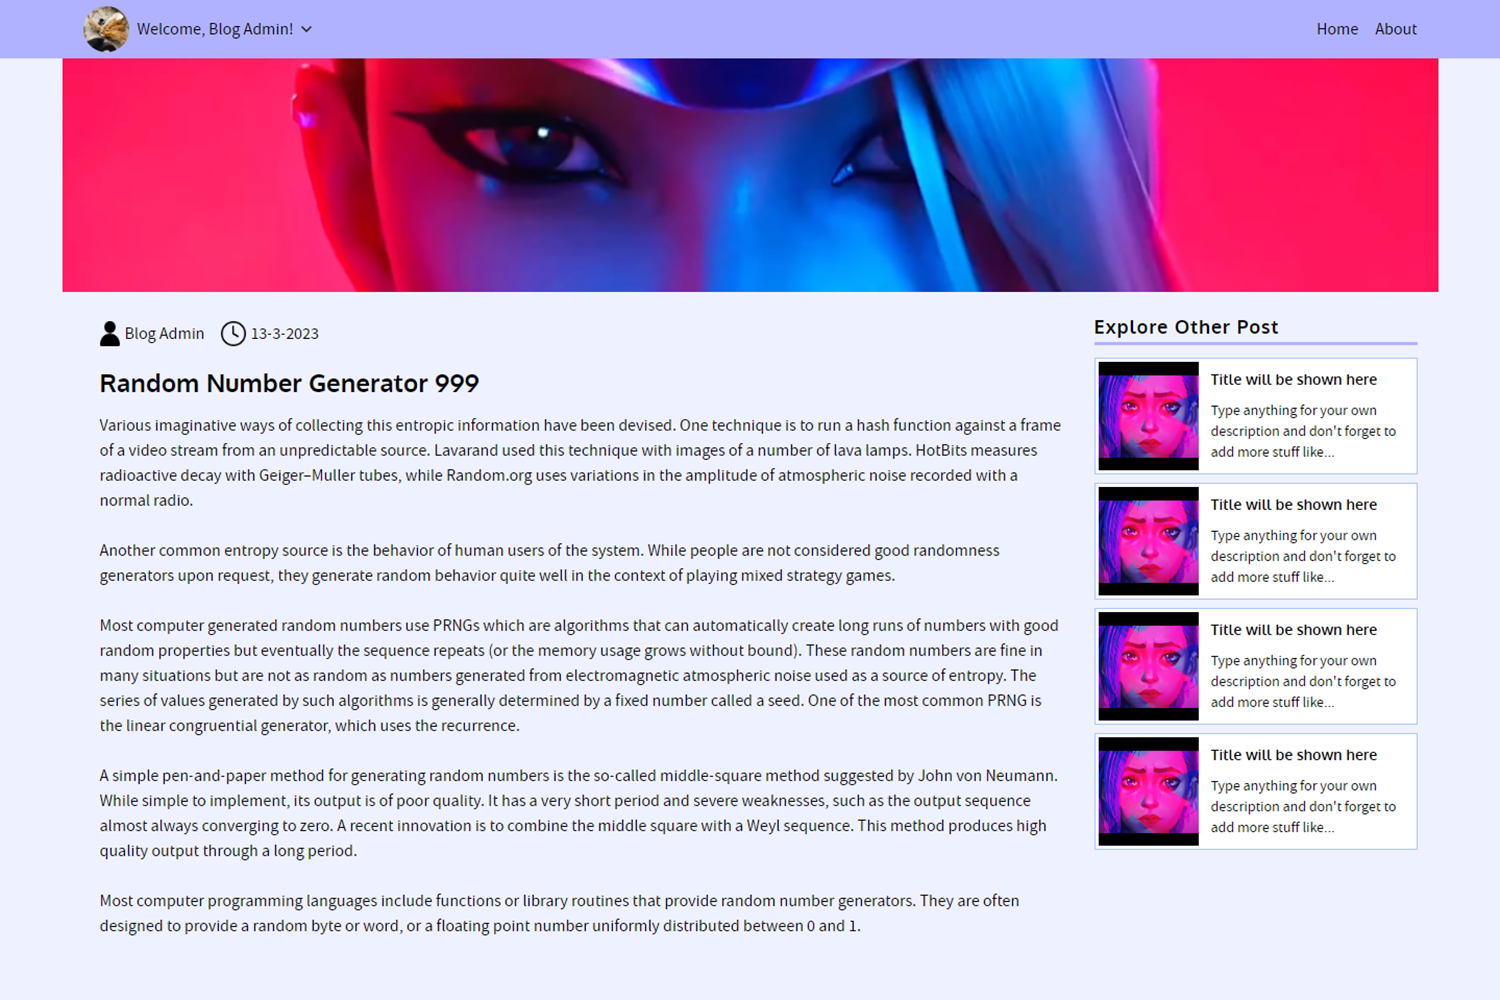 Welcome, Blog Admin!
Home
About
Blog Admin
13-3-2023
Random Number Generator 999
Various imaginative ways of collecting this entropic information have been devised. One technique is to run a hash function against a frame
of a video stream from an unpredictable source. Lavarand used this technique with images of a number of lava lamps. HotBits measures
radioactive decay with Geiger–Muller tubes, while Random.org uses variations in the amplitude of atmospheric noise recorded with a
normal radio.
Another common entropy source is the behavior of human users of the system. While people are not considered good randomness
generators upon request, they generate random behavior quite well in the context of playing mixed strategy games.
Most computer generated random numbers use PRNGs which are algorithms that can automatically create long runs of numbers with good
random properties but eventually the sequence repeats (or the memory usage grows without bound). These random numbers are fine in
many situations but are not as random as numbers generated from electromagnetic atmospheric noise used as a source of entropy. The
series of values generated by such algorithms is generally determined by a fixed number called a seed. One of the most common PRNG is
the linear congruential generator, which uses the recurrence.
A simple pen-and-paper method for generating random numbers is the so-called middle-square method suggested by John von Neumann.
While simple to implement, its output is of poor quality. It has a very short period and severe weaknesses, such as the output sequence
almost always converging to zero. A recent innovation is to combine the middle square with a Weyl sequence. This method produces high
quality output through a long period.
Most computer programming languages include functions or library routines that provide random number generators. They are often
designed to provide a random byte or word, or a floating point number uniformly distributed between 0 and 1.
Explore Other Post
Title will be shown here
Type anything for your own
description and don't forget to
add more stuff like...
Title will be shown here
Type anything for your own
description and don't forget to
add more stuff like...
Title will be shown here
Type anything for your own
description and don't forget to
add more stuff like...
Title will be shown here
Type anything for your own
description and don't forget to
add more stuff like...